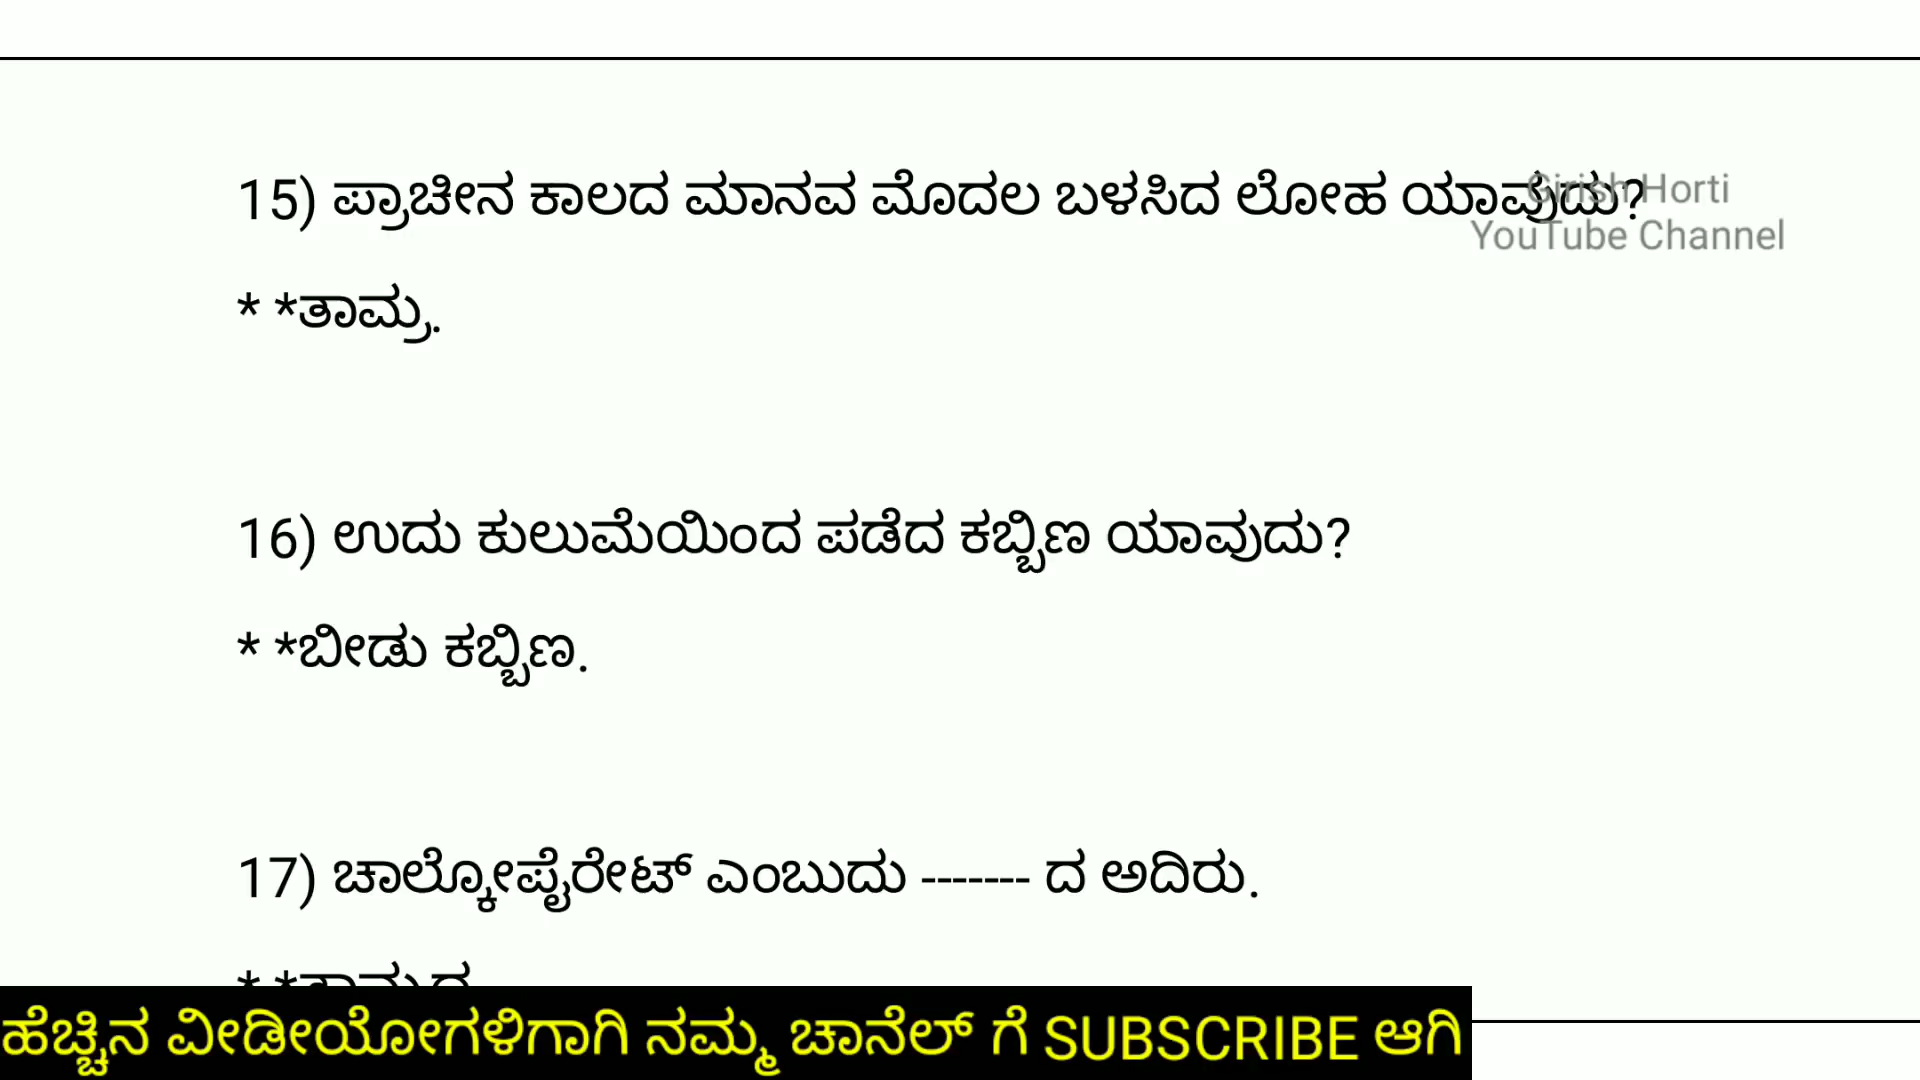 15) ಪ್ರಾಚೀನ ಕಾಲದ ಮಾನವ ಮೊದಲ ಬಳಸಿದ ಲೋಹ ಯಾವುದು?
Girish Horti
YouTube Channel
* *ತಾಮ್ರ.
16) ಉದು ಕುಲುಮೆಯಿಂದ ಪಡೆದ ಕಬ್ಬಿಣ ಯಾವುದು?
* *ಬೀಡು ಕಬ್ಬಿಣ.
17) ಚಾಲ್ಕೋಪೈರೇಟ್ ಎಂಬುದು ------- ದ ಅದಿರು.
* *
ಹೆಚ್ಚಿನ ವೀಡೀಯೋಗಳಿಗಾಗಿ ನಮ್ಮ ಚಾನೆಲ್ ಗೆ SUBSCRIBE ಆಗಿ